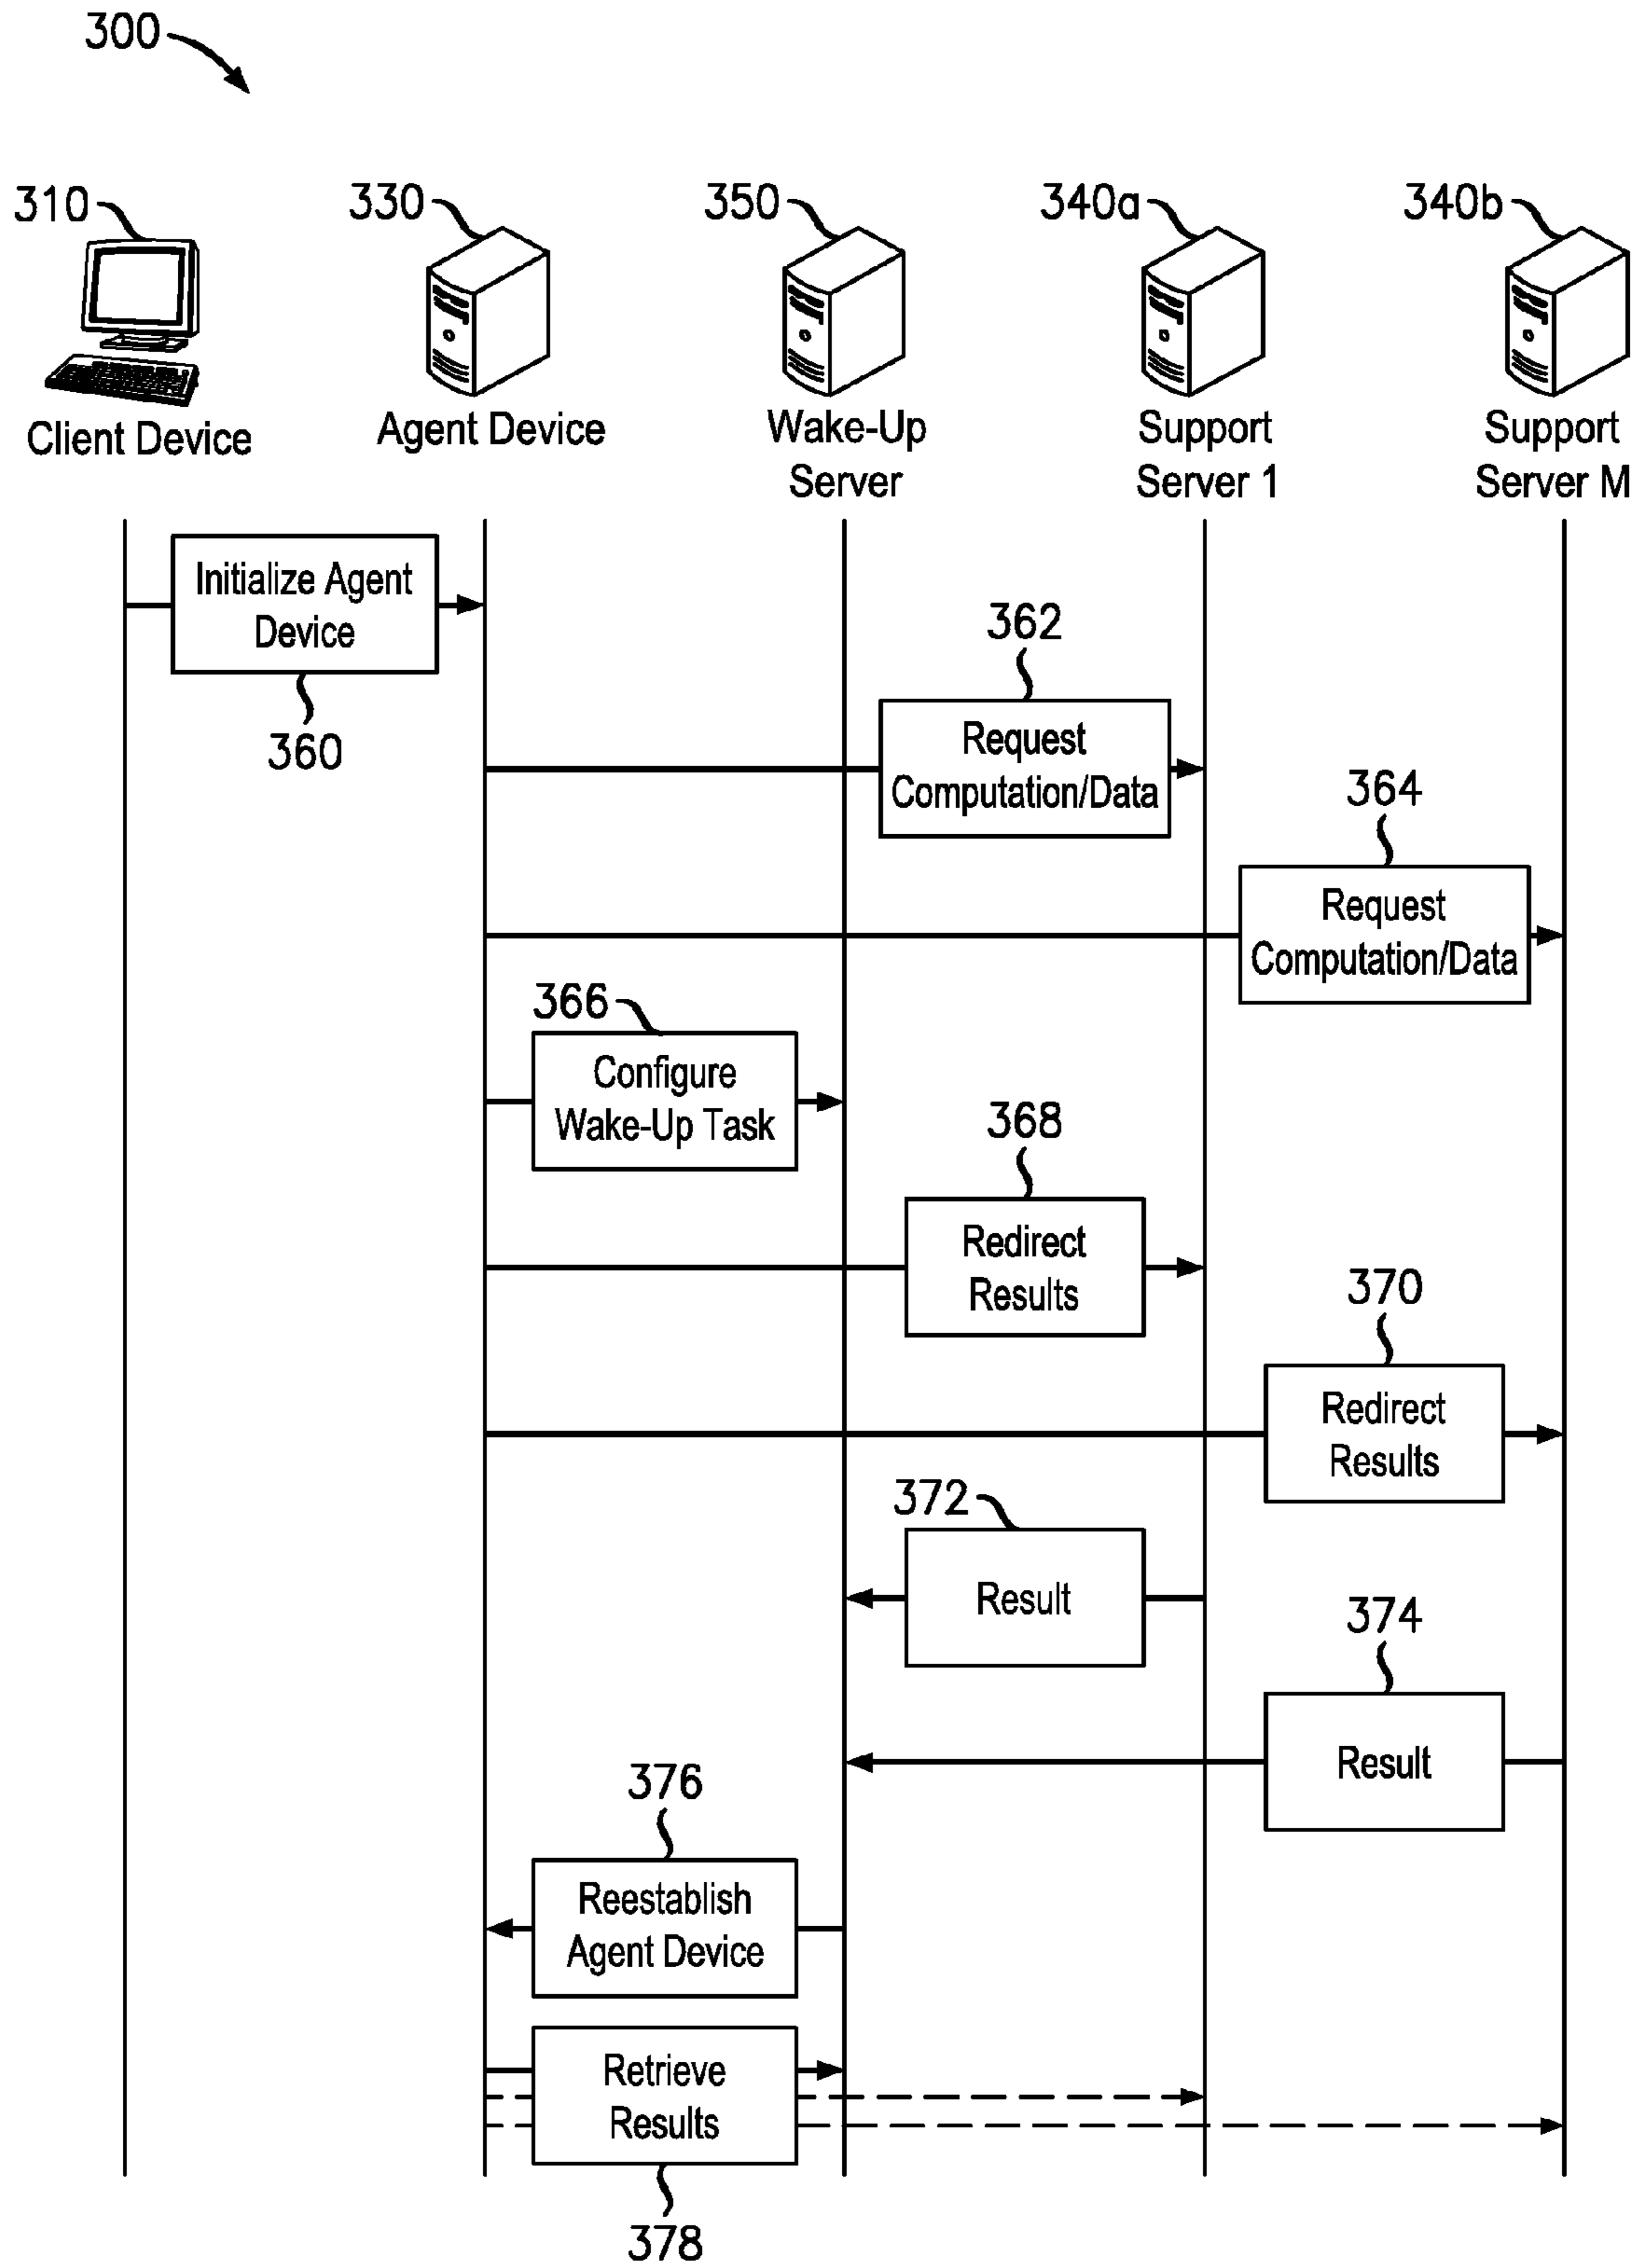 300
310
330
350
340a
340b
Client Device
Agent Device
Wake-Up
Server
Support
Server 1
Support
Server M
Initialize Agent
Device
360
362
Request
Computation/Data
364
Request
Computation/Data
366
Configure
Wake-Up Task
368
Redirect
Results
370
Redirect
Results
372
Result
374
Result
376
Reestablish
Agent Device
Retrieve
Results
378